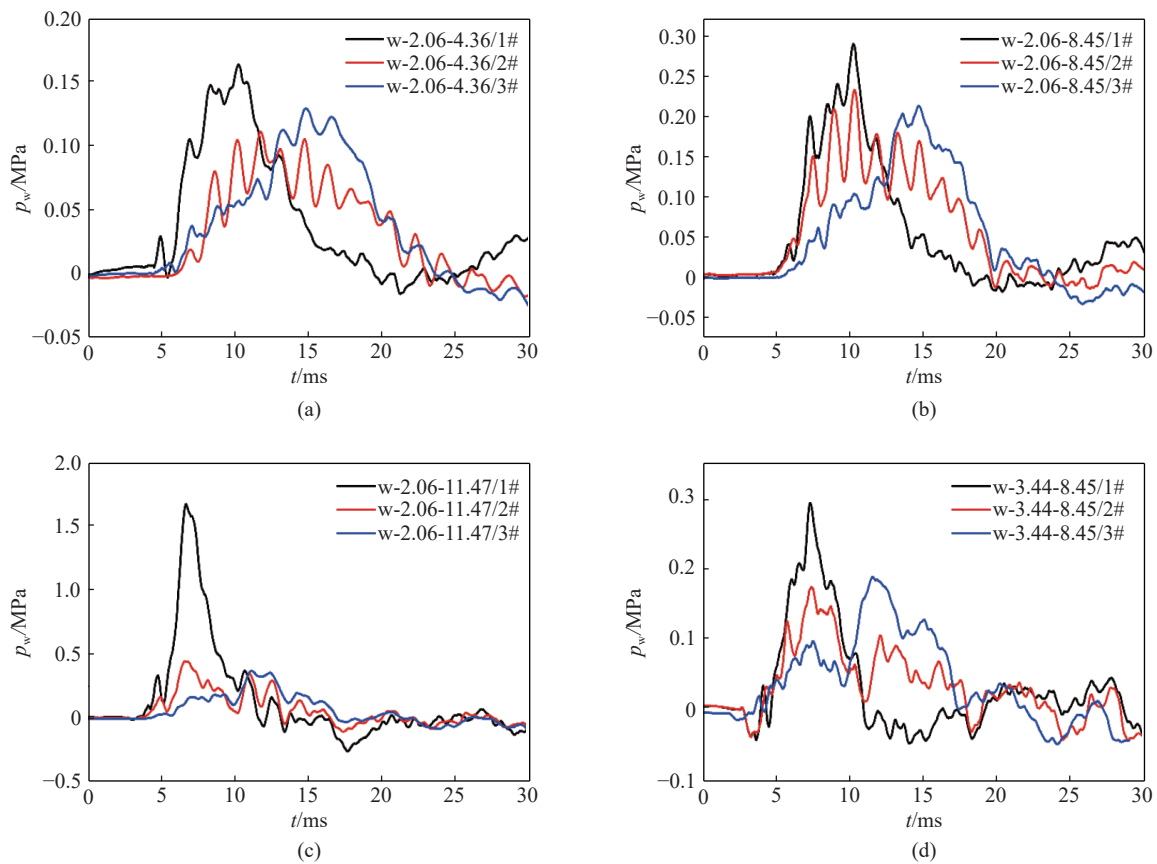 0.20
0.15
0.10
0.05
0
−0.05
p_w/MPa
w-2.06-4.36/1#
w-2.06-4.36/2#
w-2.06-4.36/3#
0 5 10 15 20 25 30
t/ms
(a)
0.30
0.25
0.20
0.15
0.10
0.05
0
−0.05
p_w/MPa
w-2.06-8.45/1#
w-2.06-8.45/2#
w-2.06-8.45/3#
0 5 10 15 20 25 30
t/ms
(b)
2.0
1.5
1.0
0.5
0
−0.5
p_w/MPa
w-2.06-11.47/1#
w-2.06-11.47/2#
w-2.06-11.47/3#
0 5 10 15 20 25 30
t/ms
(c)
0.3
0.2
0.1
0
−0.1
p_w/MPa
w-3.44-8.45/1#
w-3.44-8.45/2#
w-3.44-8.45/3#
0 5 10 15 20 25 30
t/ms
(d)